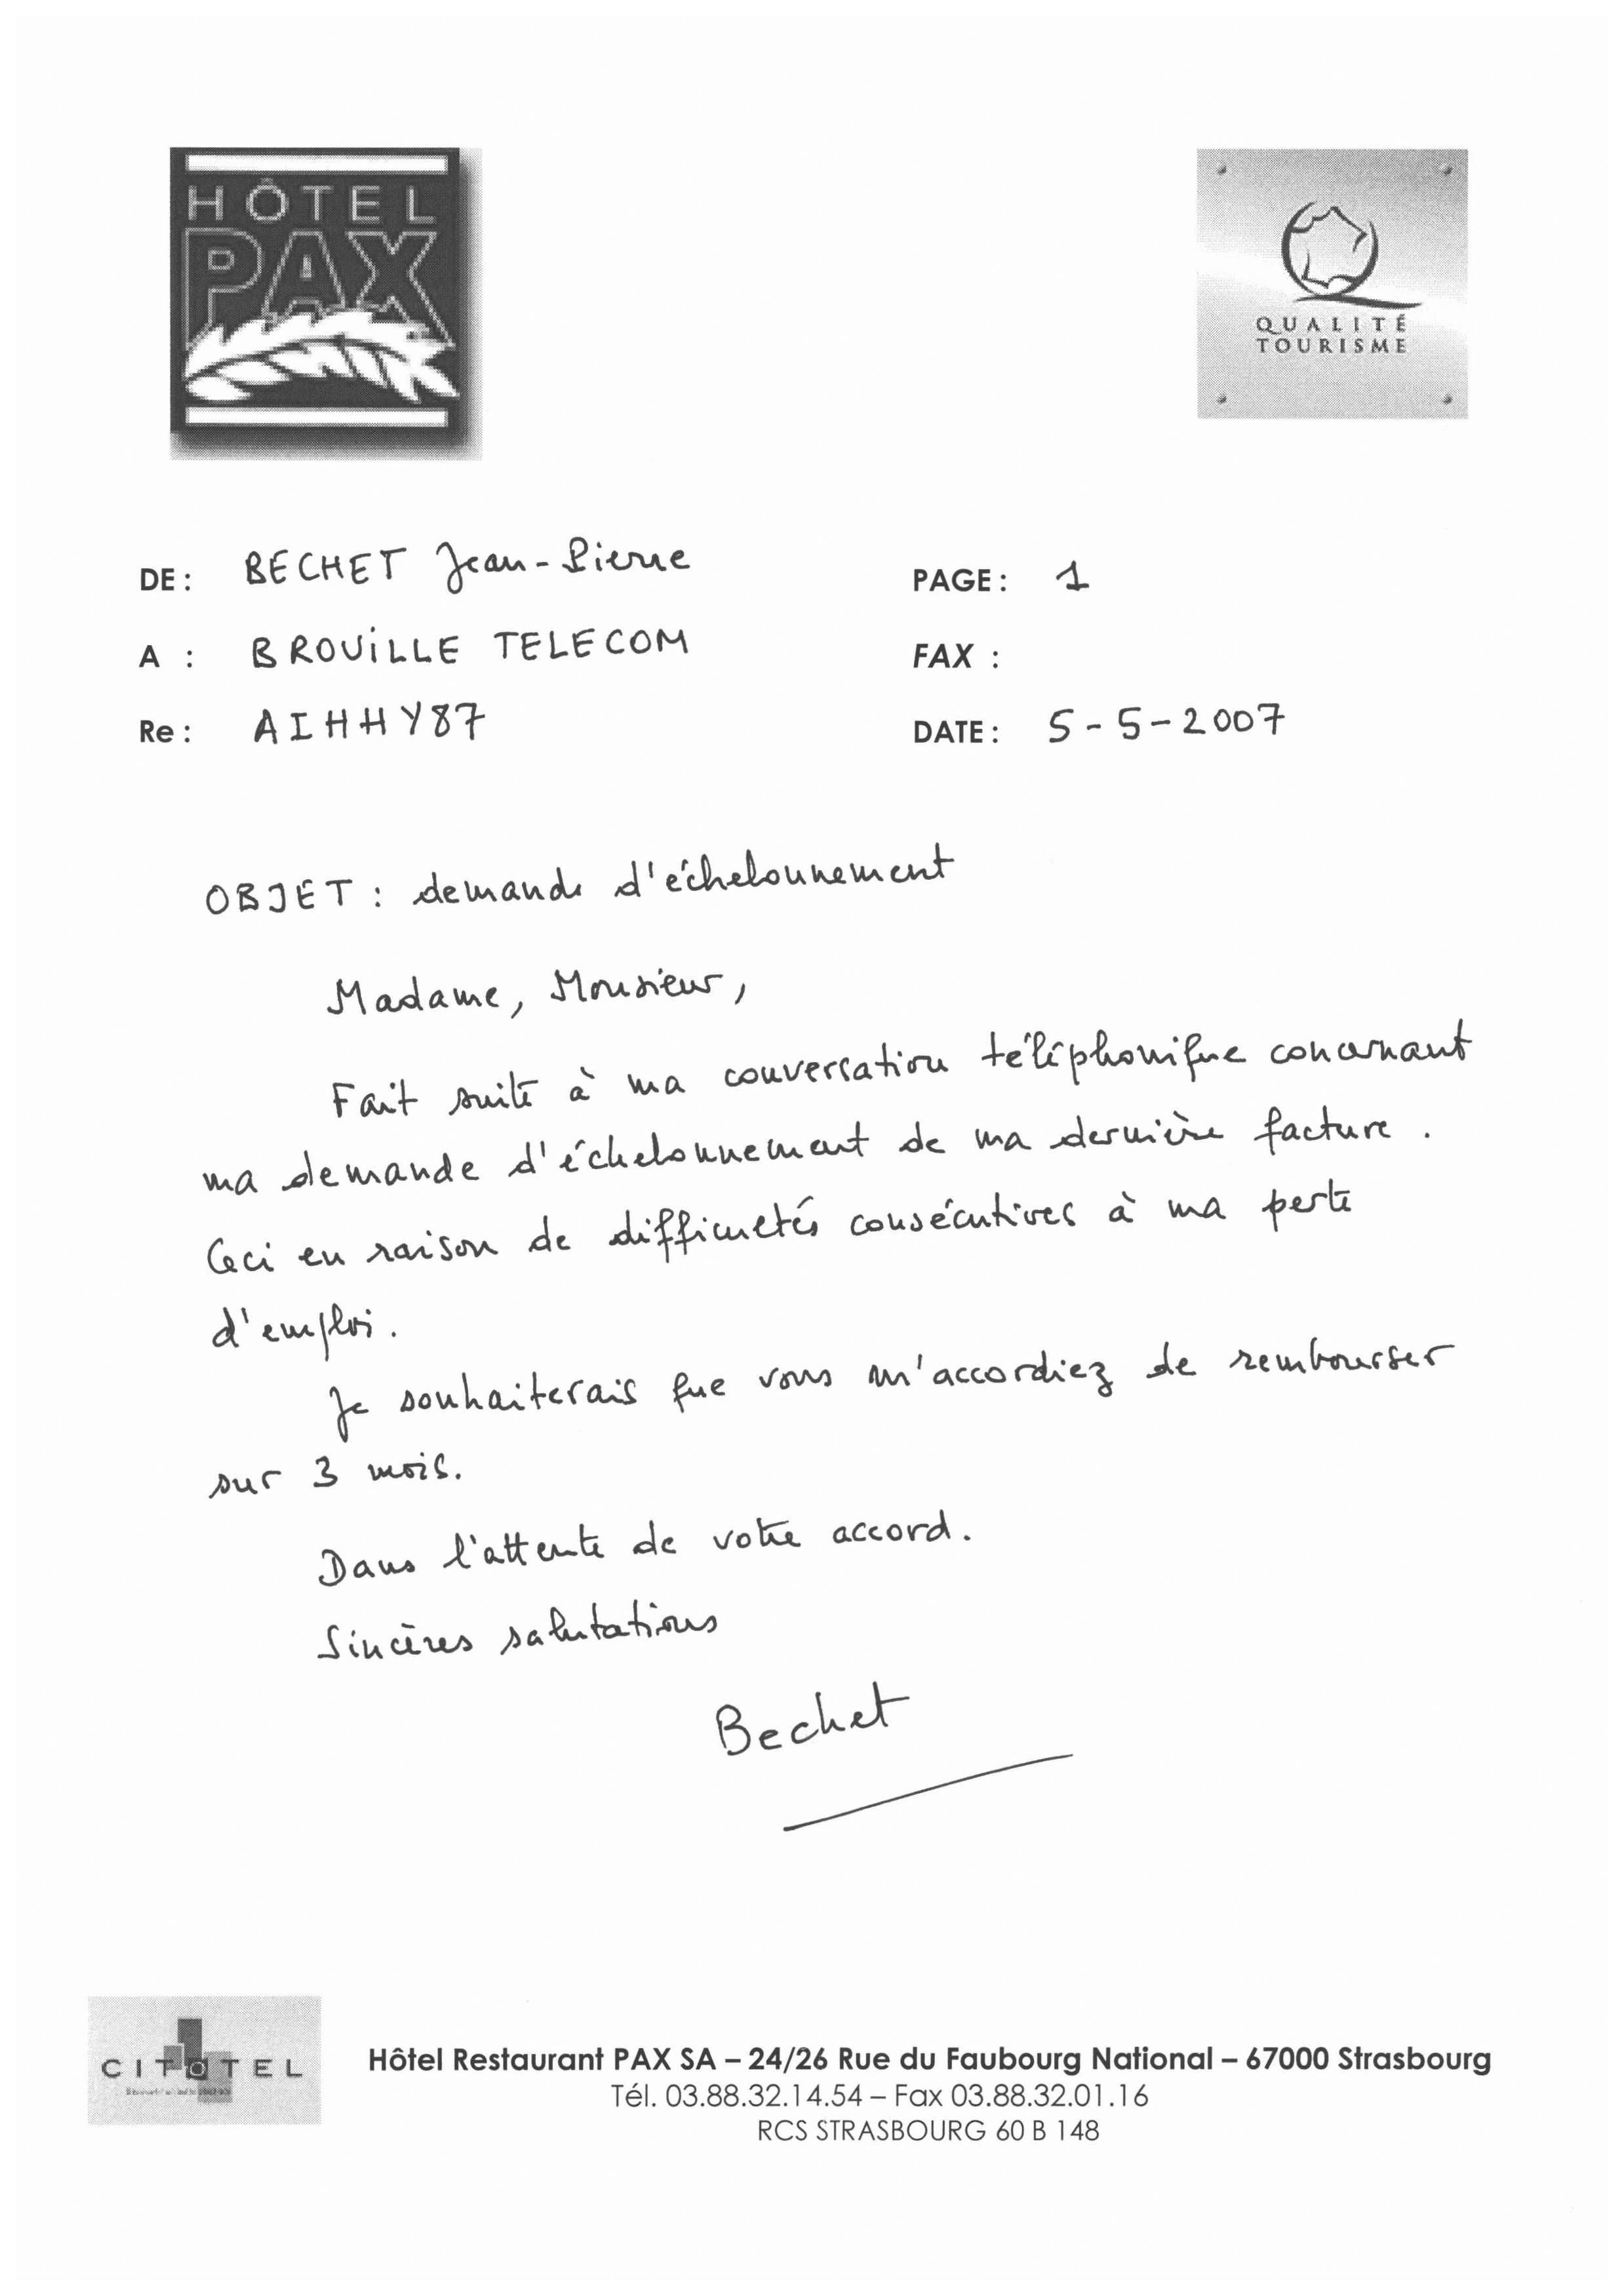 HÔTEL
PAX
QUALITÉ
TOURISME
DE : BECHET Jean-Pierre
PAGE : 1
A : BROUILLE TELECOM
FAX :
Re : AIHHY87
DATE : 5-5-2007
OBJET : demande d'échelonnement
Madame, Monsieur,
Fait suite à ma conversation téléphonique concernant
ma demande d'échelonnement de ma dernière facture.
Ceci en raison de difficultés consécutives à ma perte
d'emploi.
Je souhaiterais que vous m'accordiez de rembourser
sur 3 mois.
Dans l'attente de votre accord.
Sincères salutations
Bechet
CITOTEL
Hôtel Restaurant PAX SA – 24/26 Rue du Faubourg National – 67000 Strasbourg
Tél. 03.88.32.14.54 – Fax 03.88.32.01.16
RCS STRASBOURG 60 B 148